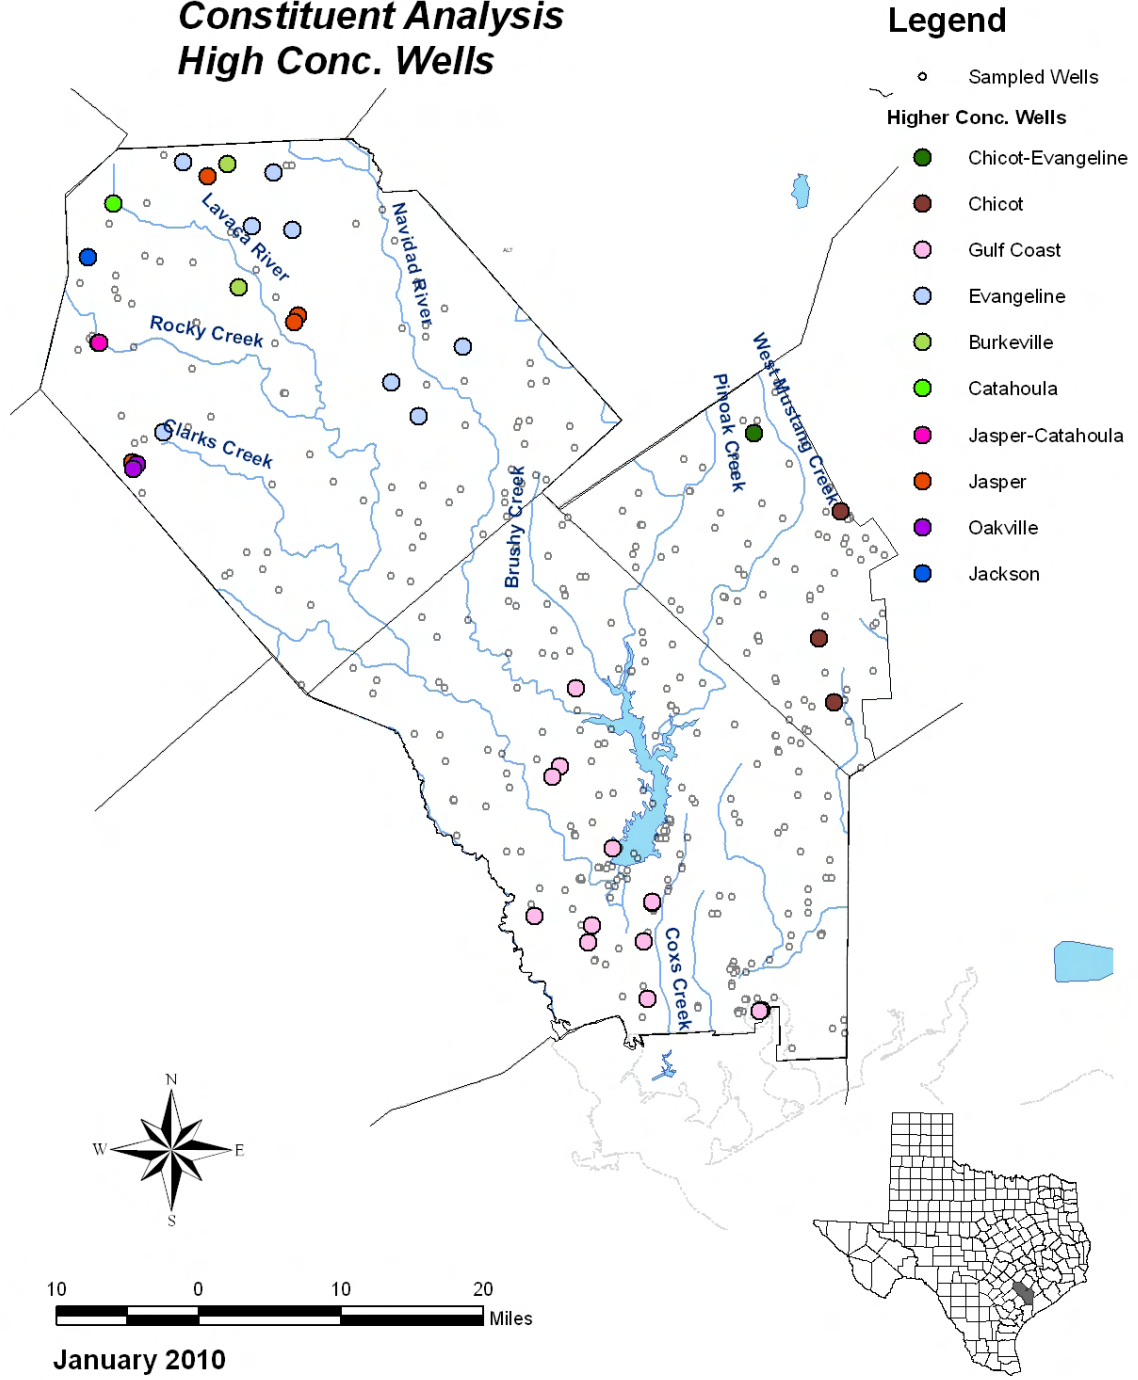 Constituent Analysis
High Conc. Wells
Legend
Sampled Wells
Higher Conc. Wells
Chicot-Evangeline
Chicot
Gulf Coast
Evangeline
Burkeville
Catahoula
Jasper-Catahoula
Jasper
Oakville
Jackson
Lavaca River
Navidad River
Rocky Creek
Clarks Creek
Brushy Creek
Pinoak Creek
West Mustang Creek
Coxs Creek
ALT
N
W
E
S
10 0 10 20
Miles
January 2010